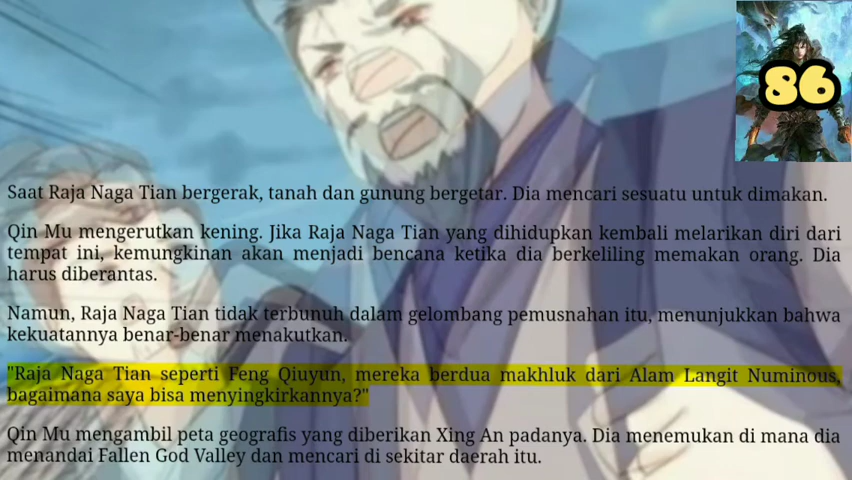 86
Saat Raja Naga Tian bergerak, tanah dan gunung bergetar. Dia mencari sesuatu untuk dimakan.
Qin Mu mengerutkan kening. Jika Raja Naga Tian yang dihidupkan kembali melarikan diri dari
tempat ini, kemungkinan akan menjadi bencana ketika dia berkeliling memakan orang. Dia
harus diberantas.
Namun, Raja Naga Tian tidak terbunuh dalam gelombang pemusnahan itu, menunjukkan bahwa
kekuatannya benar-benar menakutkan.
"Raja Naga Tian seperti Feng Qiuyun, mereka berdua makhluk dari Alam Langit Numinous,
bagaimana saya bisa menyingkirkannya?"
Qin Mu mengambil peta geografis yang diberikan Xing An padanya. Dia menemukan di mana dia
menandai Fallen God Valley dan mencari di sekitar daerah itu.